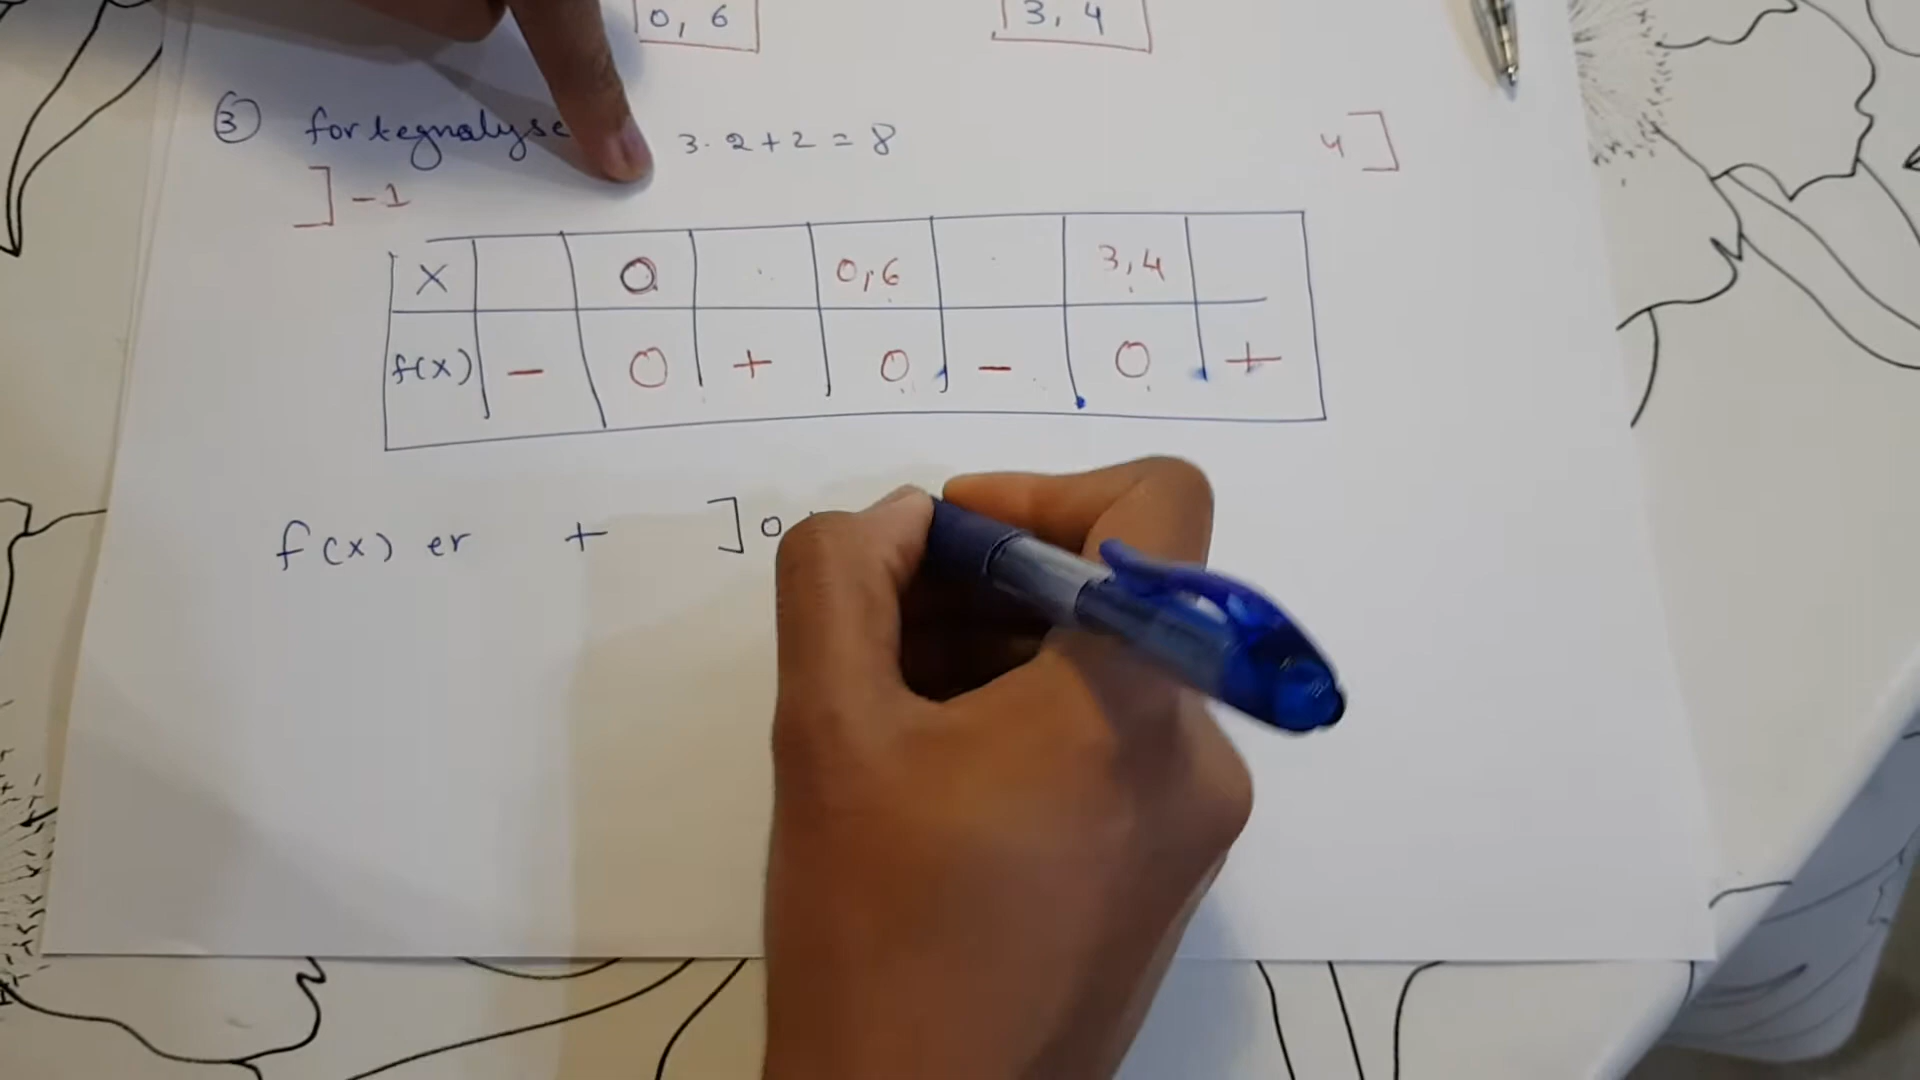 0, 6 3, 4
③ fortegnalyse 3. 2 + 2 = 8 4]
] -1
X 0 0,6 3,4
f(x) - 0 + 0 - 0 +
f(x) er + ]0